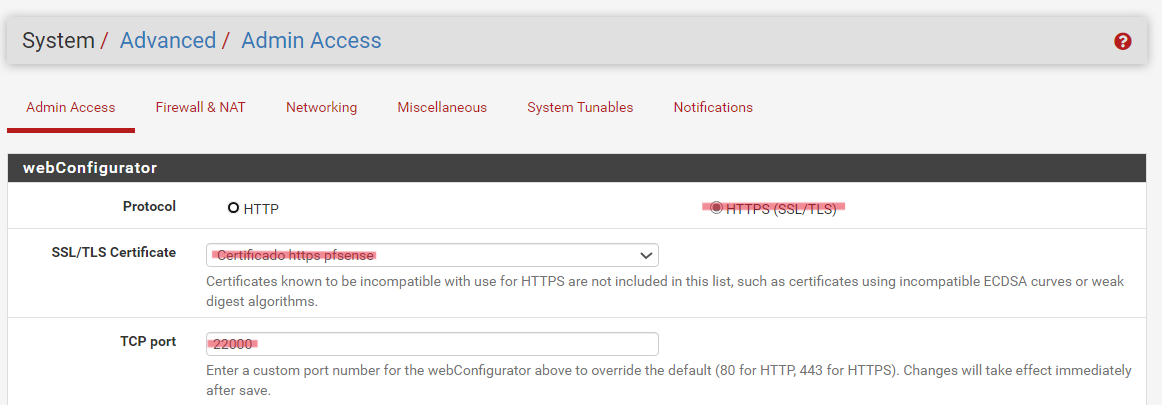 System / Advanced / Admin Access
Admin Access Firewall & NAT Networking Miscellaneous System Tunables Notifications
webConfigurator
Protocol HTTP HTTPS (SSL/TLS)
SSL/TLS Certificate Certificado https pfsense
Certificates known to be incompatible with use for HTTPS are not included in this list, such as certificates using incompatible ECDSA curves or weak
digest algorithms.
TCP port 22000
Enter a custom port number for the webConfigurator above to override the default (80 for HTTP, 443 for HTTPS). Changes will take effect immediately
after save.